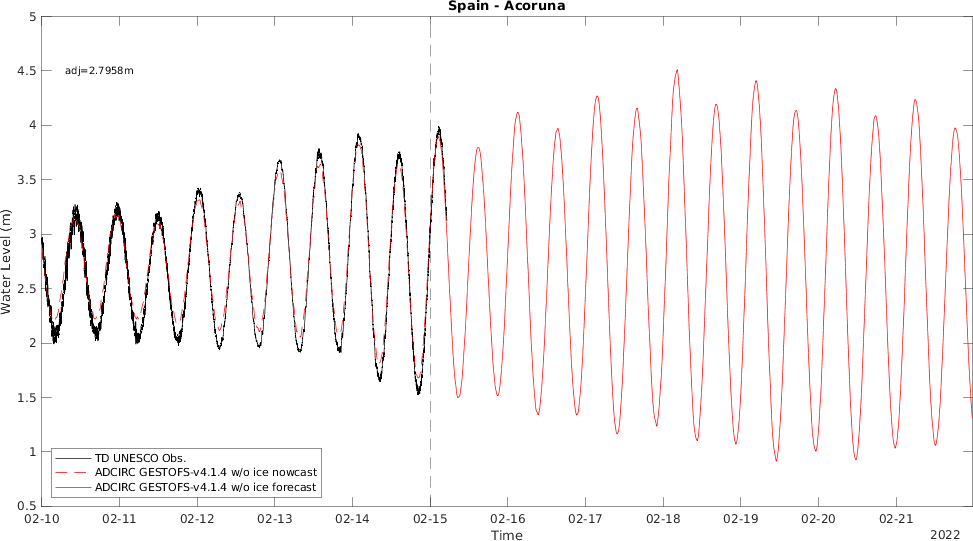 Spain - Acoruna
adj=2.7958m
Water Level (m)
5
4.5
4
3.5
3
2.5
2
1.5
1
0.5
TD UNESCO Obs.
ADCIRC GESTOFS-v4.1.4 w/o ice nowcast
ADCIRC GESTOFS-v4.1.4 w/o ice forecast
02-10 02-11 02-12 02-13 02-14 02-15 02-16 02-17 02-18 02-19 02-20 02-21
Time
2022